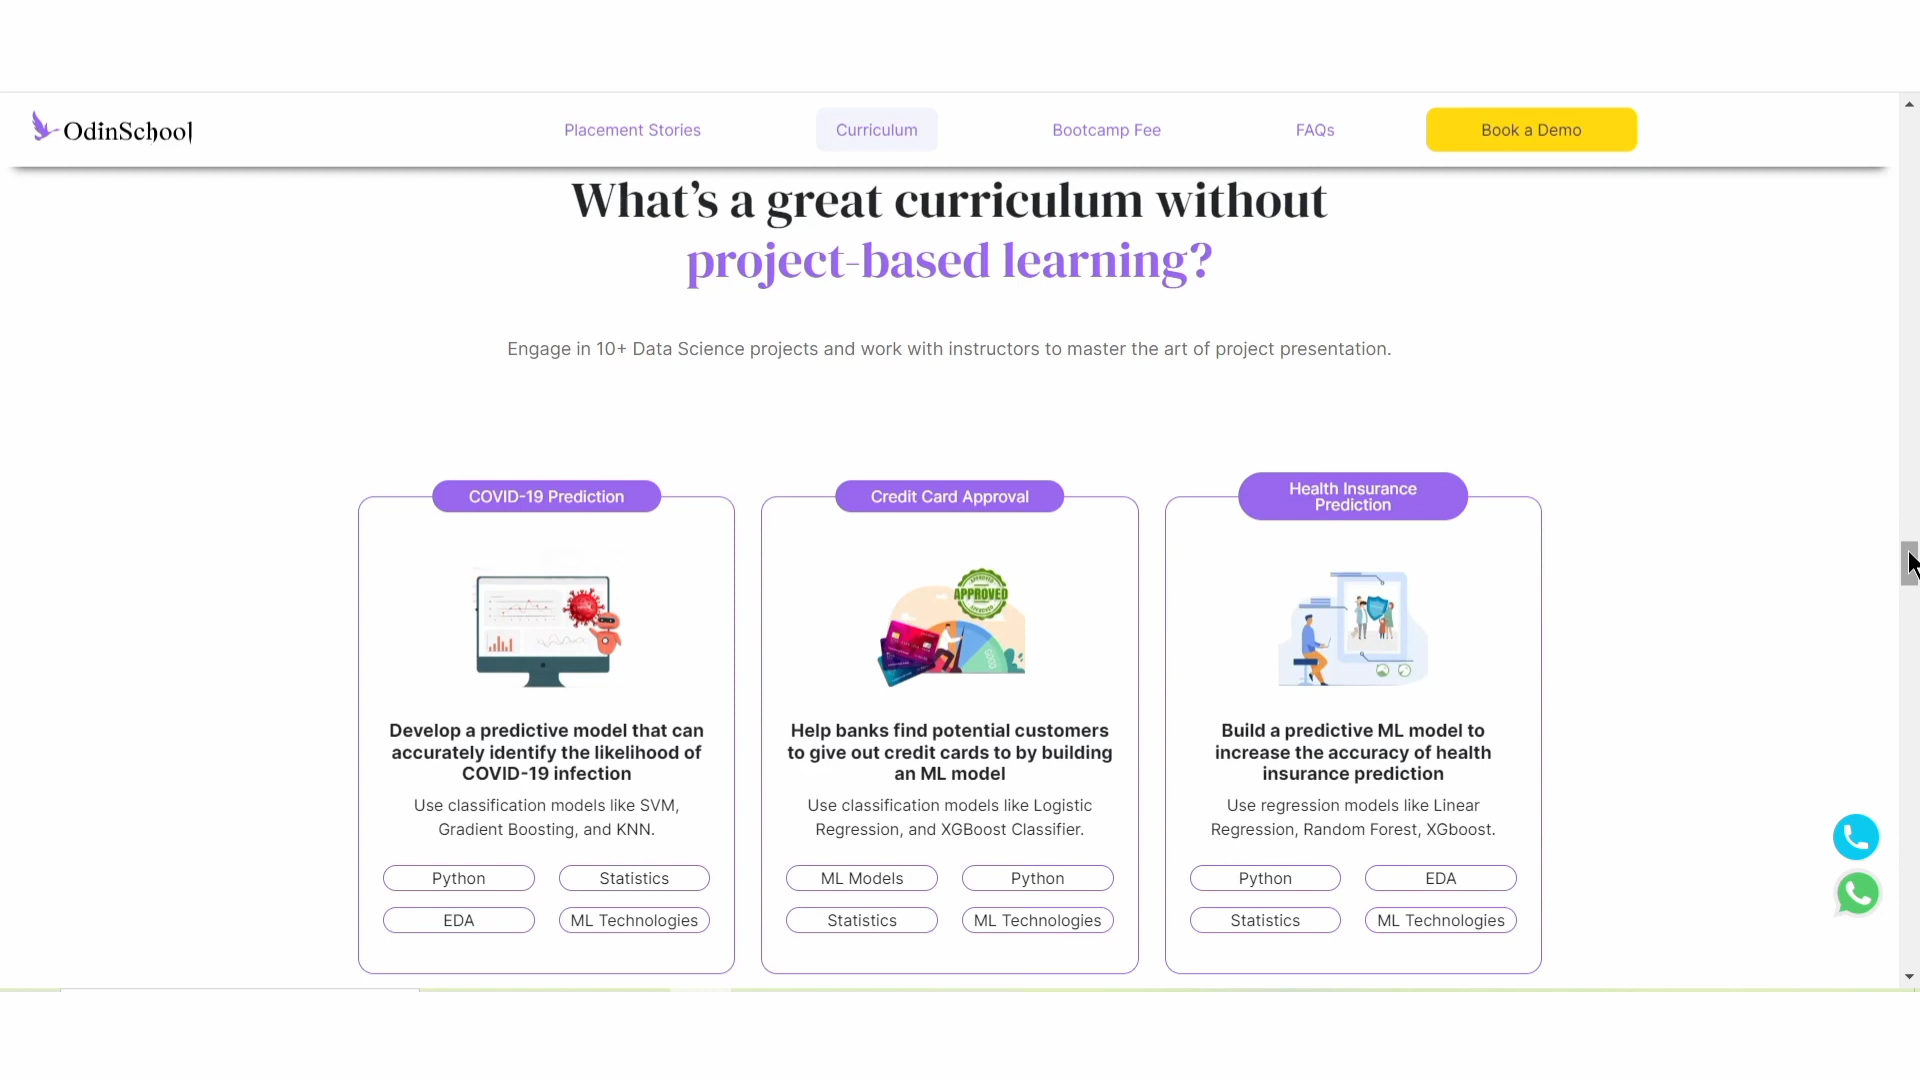 OdinSchool
Placement Stories
Curriculum
Bootcamp Fee
FAQs
Book a Demo
What's a great curriculum without
project-based learning?
Engage in 10+ Data Science projects and work with instructors to master the art of project presentation.
COVID-19 Prediction
Develop a predictive model that can
accurately identify the likelihood of
COVID-19 infection
Use classification models like SVM,
Gradient Boosting, and KNN.
Python
Statistics
EDA
ML Technologies
Credit Card Approval
APPROVED
Help banks find potential customers
to give out credit cards to by building
an ML model
Use classification models like Logistic
Regression, and XGBoost Classifier.
ML Models
Python
Statistics
ML Technologies
Health Insurance
Prediction
Build a predictive ML model to
increase the accuracy of health
insurance prediction
Use regression models like Linear
Regression, Random Forest, XGboost.
Python
EDA
Statistics
ML Technologies